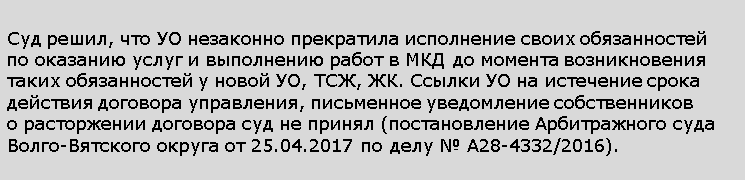 Суд решил, что УО незаконно прекратила исполнение своих обязанностей
по оказанию услуг и выполнению работ в МКД до момента возникновения
таких обязанностей у новой УО, ТСЖ, ЖК. Ссылки УО на истечение срока
действия договора управления, письменное уведомление собственников
о расторжении договора суд не принял (постановление Арбитражного суда
Волго-Вятского округа от 25.04.2017 по делу № А28-4332/2016).